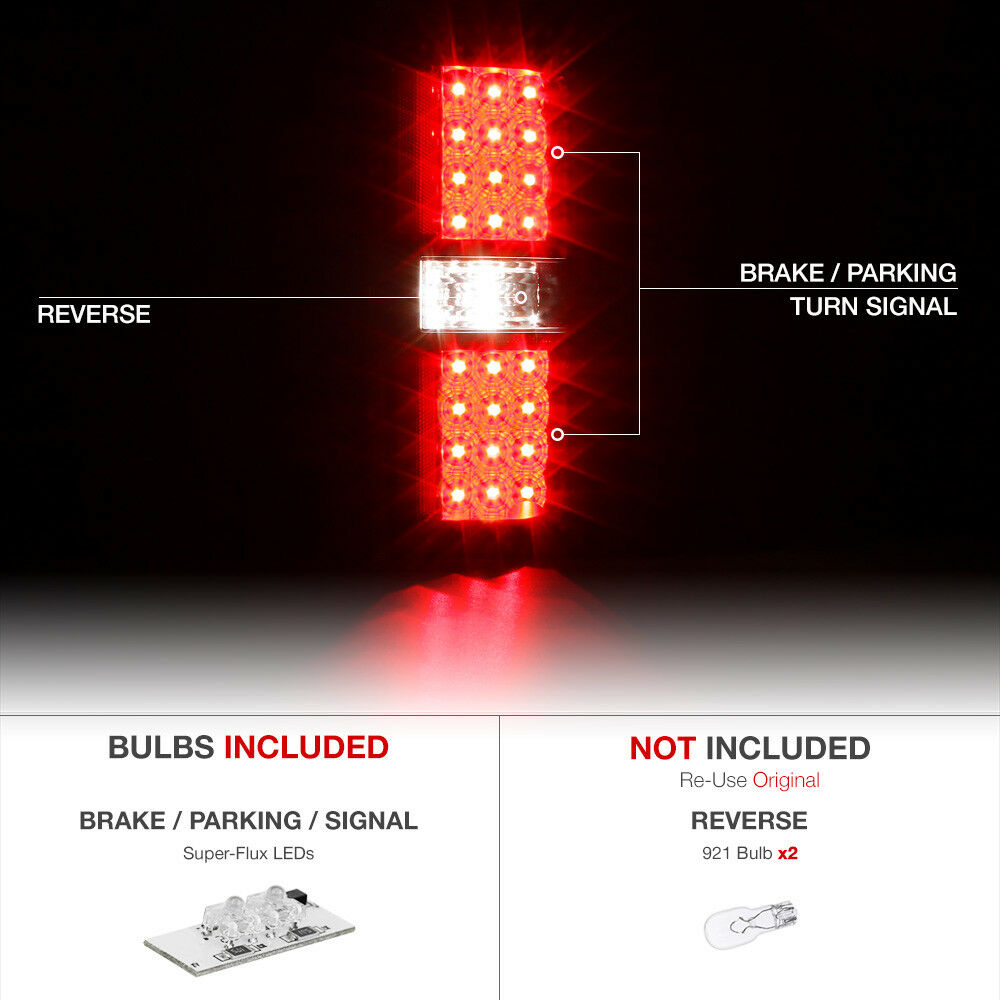 REVERSE
BRAKE / PARKING
TURN SIGNAL
BULBS INCLUDED
BRAKE / PARKING / SIGNAL
Super-Flux LEDs
NOT INCLUDED
Re-Use Original
REVERSE
921 Bulb x2